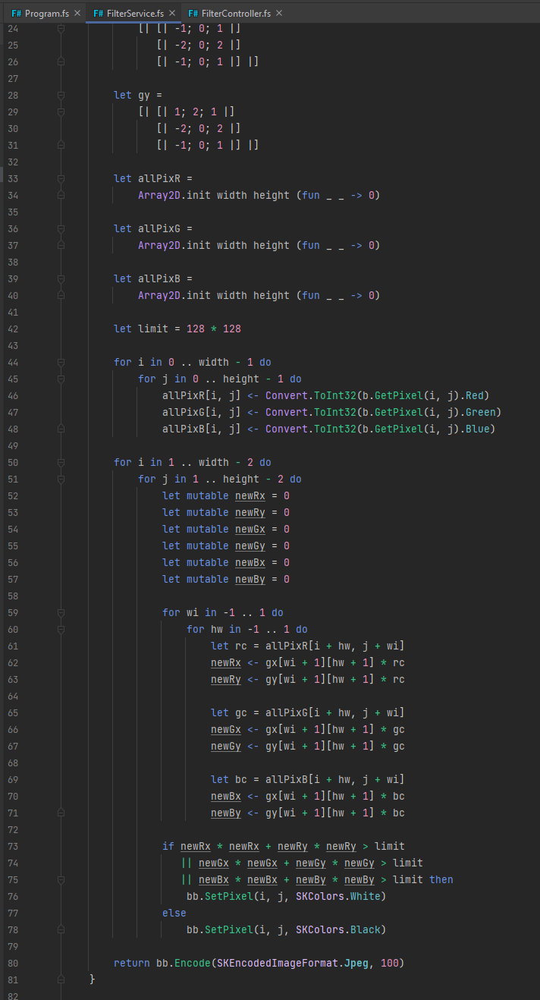 F# Program.fs × F# FilterService.fs × F# FilterController.fs ×
24 [| [| -1; 0; 1 |]
25 [| -2; 0; 2 |]
26 [| -1; 0; 1 |] |]
27
28 let gy =
29 [| [| 1; 2; 1 |]
30 [| -2; 0; 2 |]
31 [| -1; 0; 1 |] |]
32
33 let allPixR =
34 Array2D.init width height (fun _ _ -> 0)
35
36 let allPixG =
37 Array2D.init width height (fun _ _ -> 0)
38
39 let allPixB =
40 Array2D.init width height (fun _ _ -> 0)
41
42 let limit = 128 * 128
43
44 for i in 0 .. width - 1 do
45 for j in 0 .. height - 1 do
46 allPixR[i, j] <- Convert.ToInt32(b.GetPixel(i, j).Red)
47 allPixG[i, j] <- Convert.ToInt32(b.GetPixel(i, j).Green)
48 allPixB[i, j] <- Convert.ToInt32(b.GetPixel(i, j).Blue)
49
50 for i in 1 .. width - 2 do
51 for j in 1 .. height - 2 do
52 let mutable newRx = 0
53 let mutable newRy = 0
54 let mutable newGx = 0
55 let mutable newGy = 0
56 let mutable newBx = 0
57 let mutable newBy = 0
58
59 for wi in -1 .. 1 do
60 for hw in -1 .. 1 do
61 let rc = allPixR[i + hw, j + wi]
62 newRx <- gx[wi + 1][hw + 1] * rc
63 newRy <- gy[wi + 1][hw + 1] * rc
64
65 let gc = allPixG[i + hw, j + wi]
66 newGx <- gx[wi + 1][hw + 1] * gc
67 newGy <- gy[wi + 1][hw + 1] * gc
68
69 let bc = allPixB[i + hw, j + wi]
70 newBx <- gx[wi + 1][hw + 1] * bc
71 newBy <- gy[wi + 1][hw + 1] * bc
72
73 if newRx * newRx + newRy * newRy > limit
74 || newGx * newGx + newGy * newGy > limit
75 || newBx * newBx + newBy * newBy > limit then
76 bb.SetPixel(i, j, SKColors.White)
77 else
78 bb.SetPixel(i, j, SKColors.Black)
79
80 return bb.Encode(SKEncodedImageFormat.Jpeg, 100)
81 }
82